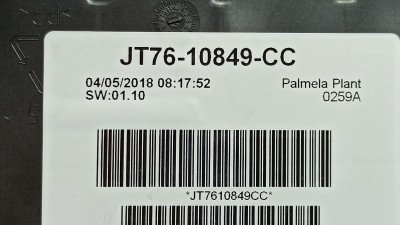 JT76-10849-CC
04/05/2018 08:17:52 Palmela Plant
SW:01.10 0259A
*JT7610849CC*